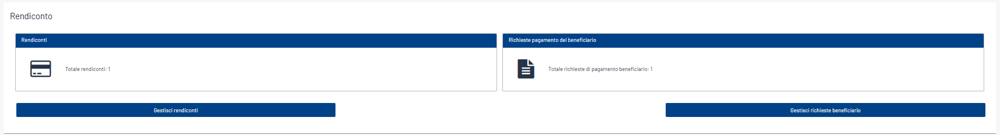 Rendiconto
Rendiconti
Totale rendiconti: 1
Richieste pagamento del beneficiario
Totale richieste di pagamento beneficiario: 1
Gestisci rendiconti
Gestisci richieste beneficiario